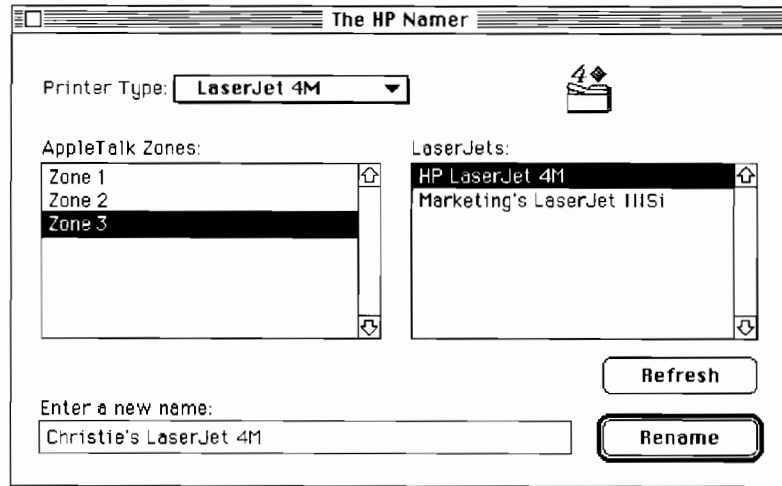 The HP Namer
Printer Type: LaserJet 4M
4
AppleTalk Zones:
Zone 1
Zone 2
Zone 3
LaserJets:
HP LaserJet 4M
Marketing's LaserJet IIISi
Refresh
Enter a new name:
Christie's LaserJet 4M
Rename